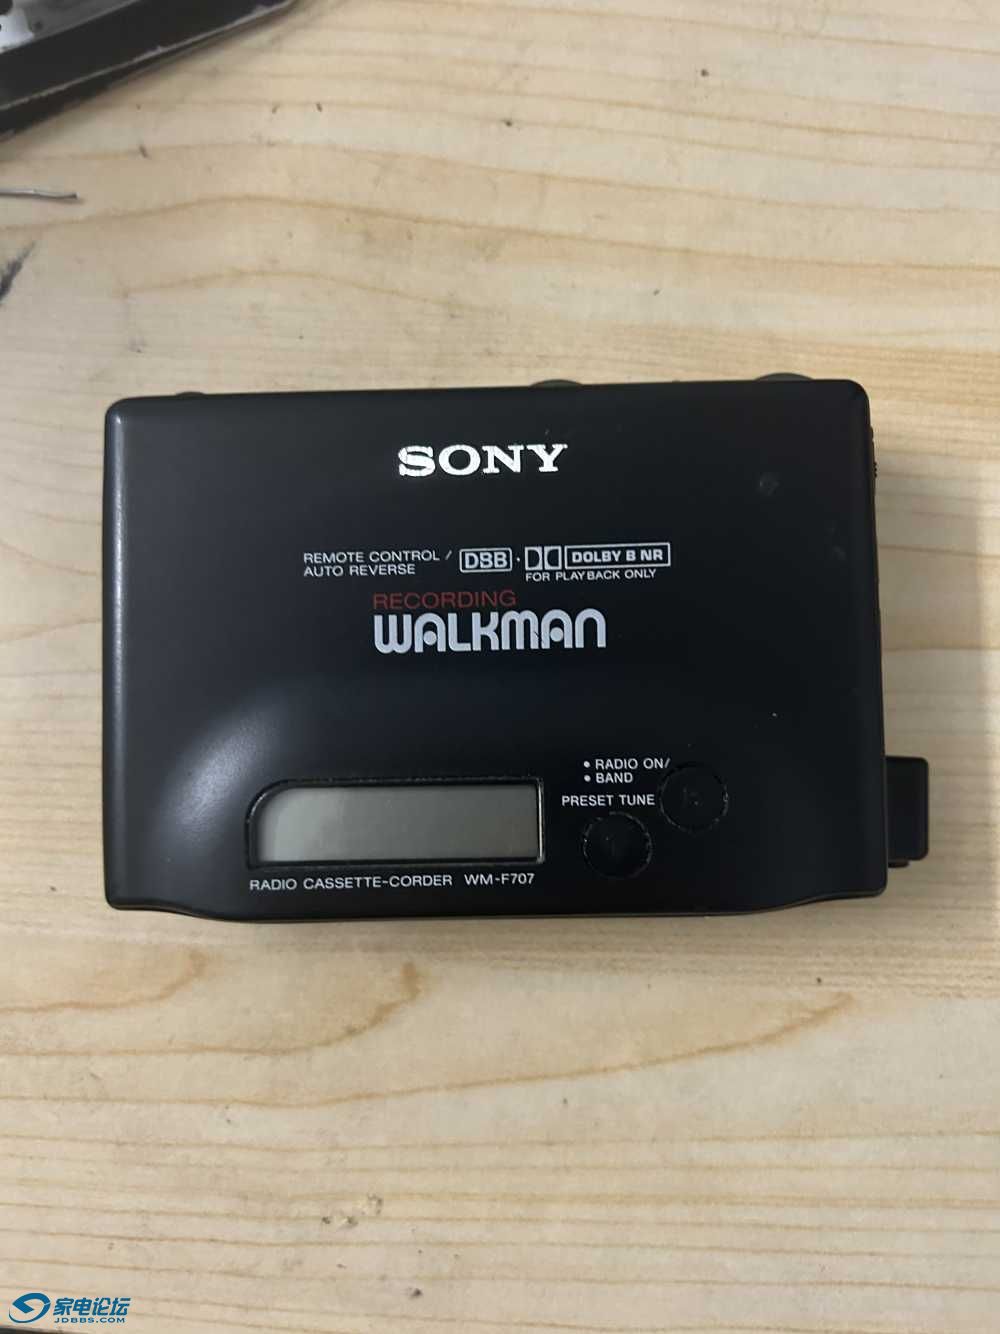 SONY
REMOTE CONTROL /
AUTO REVERSE
DBB · DOLBY B NR
FOR PLAYBACK ONLY
RECORDING
WALKMAN
• RADIO ON/
• BAND
PRESET TUNE
RADIO CASSETTE-CORDER WM-F707
家电论坛
JDBBS.COM